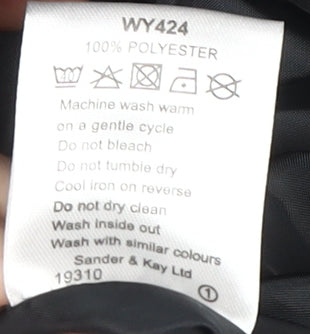 WY424
100% POLYESTER
Machine wash warm
on a gentle cycle
Do not bleach
Do not tumble dry
Cool iron on reverse
Do not dry clean
Wash inside out
Wash with similar colours
Sander & Kay Ltd
19310 1